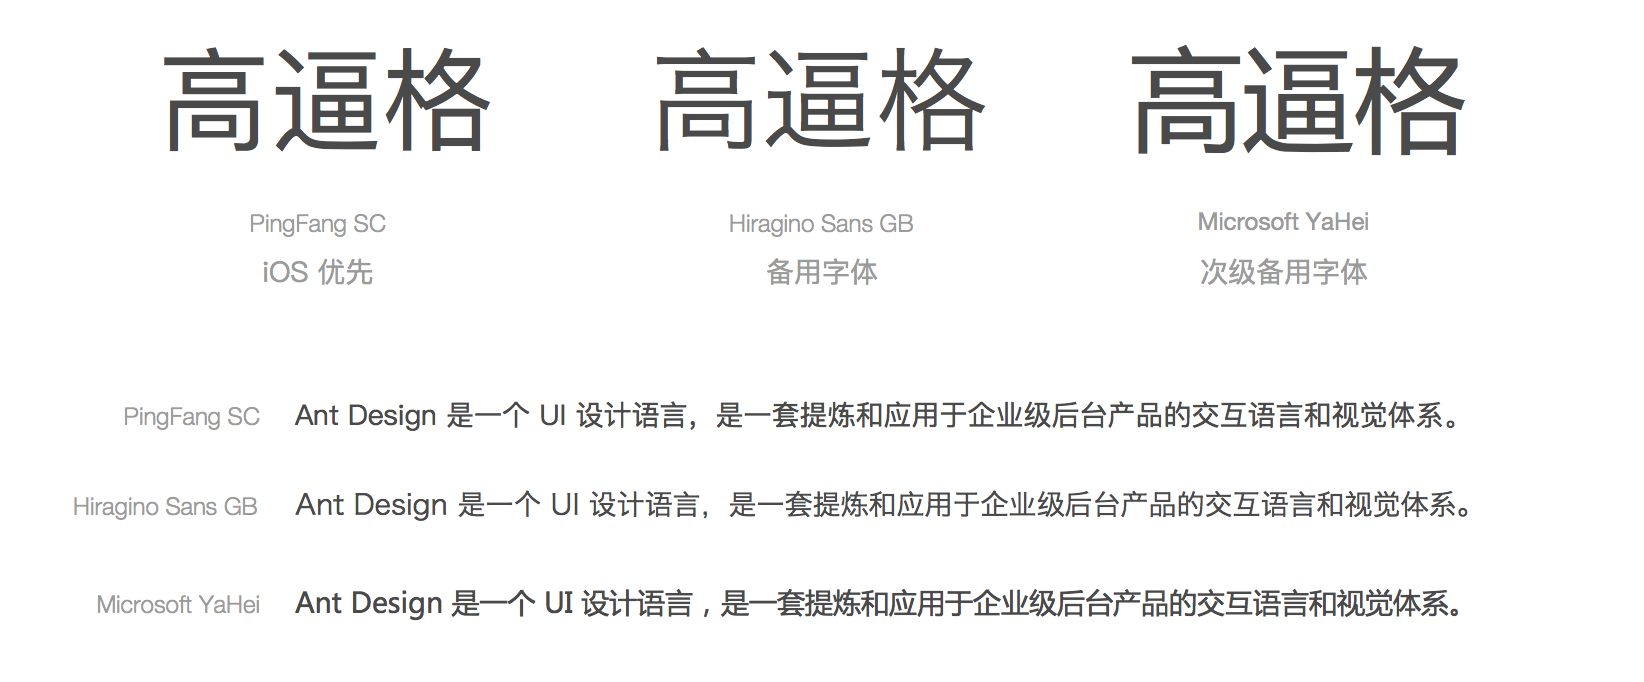 高逼格 高逼格 高逼格
PingFang SC Hiragino Sans GB Microsoft YaHei
iOS 优先 备用字体 次级备用字体
PingFang SC Ant Design 是一个 UI 设计语言，是一套提炼和应用于企业级后台产品的交互语言和视觉体系。
Hiragino Sans GB Ant Design 是一个 UI 设计语言，是一套提炼和应用于企业级后台产品的交互语言和视觉体系。
Microsoft YaHei Ant Design 是一个 UI 设计语言，是一套提炼和应用于企业级后台产品的交互语言和视觉体系。